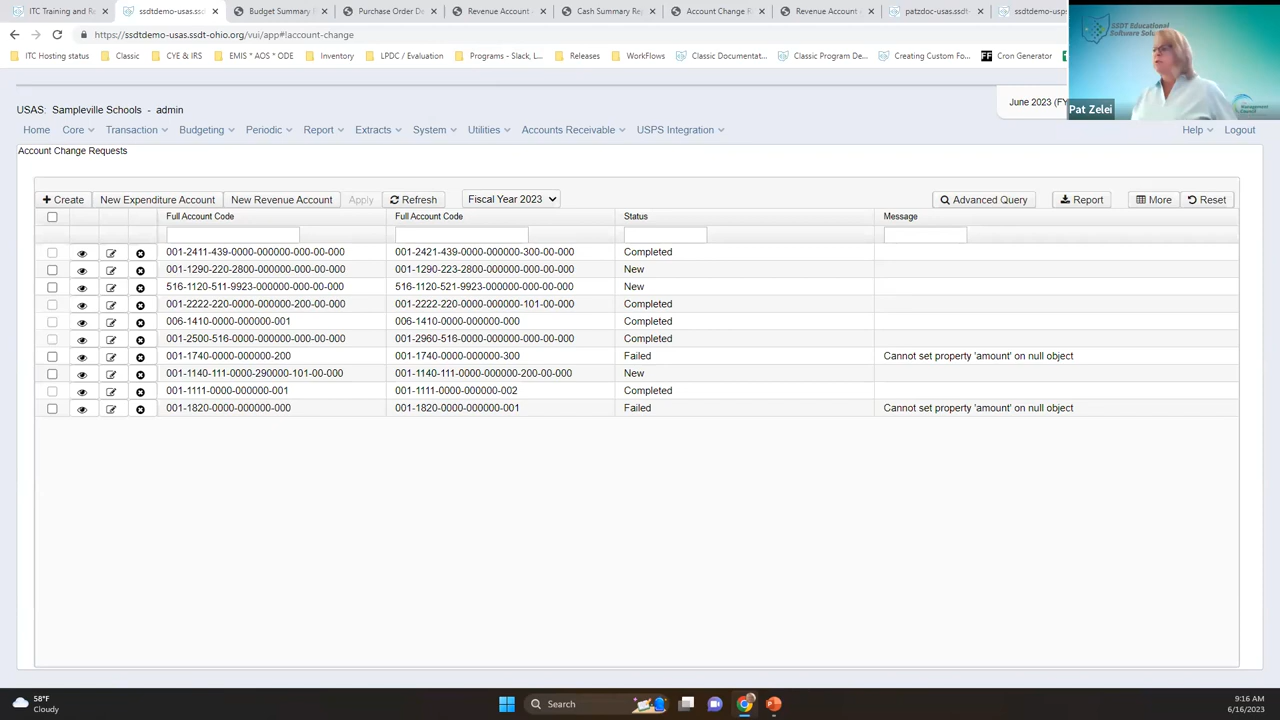 ITC Training and Re
ssdtdemo-usas.ssd
Budget Summary
Purchase Order De
Revenue Account
Cash Summary Re
Account Change R
Revenue Account
patzdoc-usas.ssdt
ssdtdemo-usps
https://ssdtdemo-usas.ssdt-ohio.org/vui/app#!account-change
ITC Hosting status
Classic
CYE & IRS
EMIS * AOS * ODE
Inventory
LPDC / Evaluation
Programs - Slack, L...
Releases
WorkFlows
Classic Documentat...
Classic Program De...
Creating Custom Fo...
FF Cron Generator
SSDT Educational
Software Solu
Management
Council
Pat Zelei
USAS: Sampleville Schools - admin
June 2023 (FY
Home
Core
Transaction
Budgeting
Periodic
Report
Extracts
System
Utilities
Accounts Receivable
USPS Integration
Help
Logout
Account Change Requests
+ Create
New Expenditure Account
New Revenue Account
Apply
Refresh
Fiscal Year 2023
Advanced Query
Report
More
Reset
Full Account Code Full Account Code Status Message
001-2411-439-0000-000000-000-00-000 001-2421-439-0000-000000-300-00-000 Completed
001-1290-220-2800-000000-000-00-000 001-1290-223-2800-000000-000-00-000 New
516-1120-511-9923-000000-000-00-000 516-1120-521-9923-000000-000-00-000 New
001-2222-220-0000-000000-200-00-000 001-2222-220-0000-000000-101-00-000 Completed
006-1410-0000-000000-001 006-1410-0000-000000-000 Completed
001-2500-516-0000-000000-000-00-000 001-2960-516-0000-000000-000-00-000 Completed
001-1740-0000-000000-200 001-1740-0000-000000-300 Failed Cannot set property 'amount' on null object
001-1140-111-0000-290000-101-00-000 001-1140-111-0000-000000-200-00-000 New
001-1111-0000-000000-001 001-1111-0000-000000-002 Completed
001-1820-0000-000000-000 001-1820-0000-000000-001 Failed Cannot set property 'amount' on null object
58°F
Cloudy
Search
9:16 AM
6/16/2023